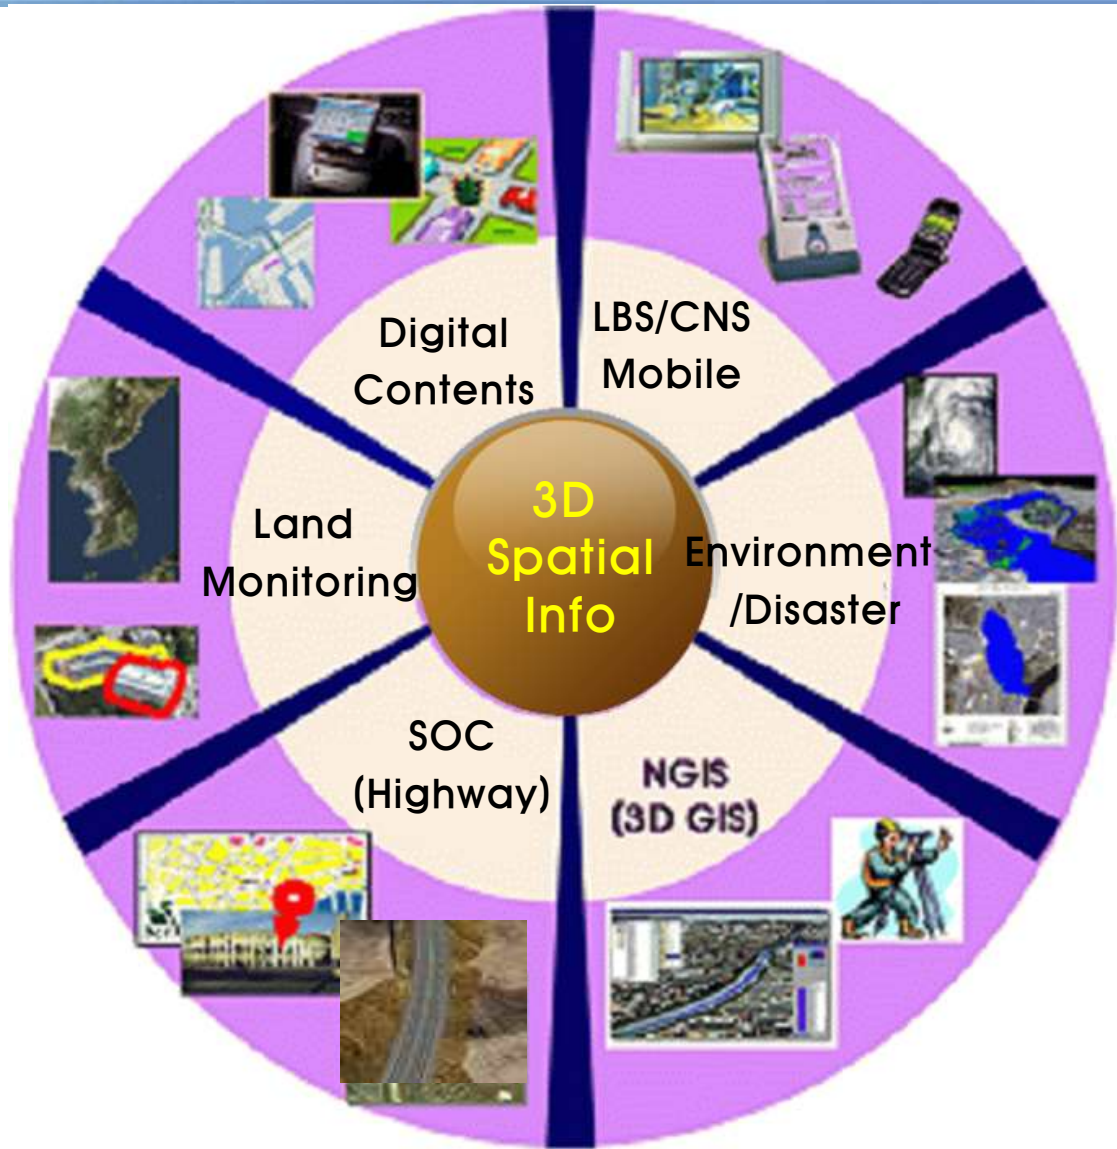 Digital
Contents
LBS/CNS
Mobile
Land
Monitoring
3D
Spatial
Info
Environment
/Disaster
SOC
(Highway)
NGIS
(3D GIS)